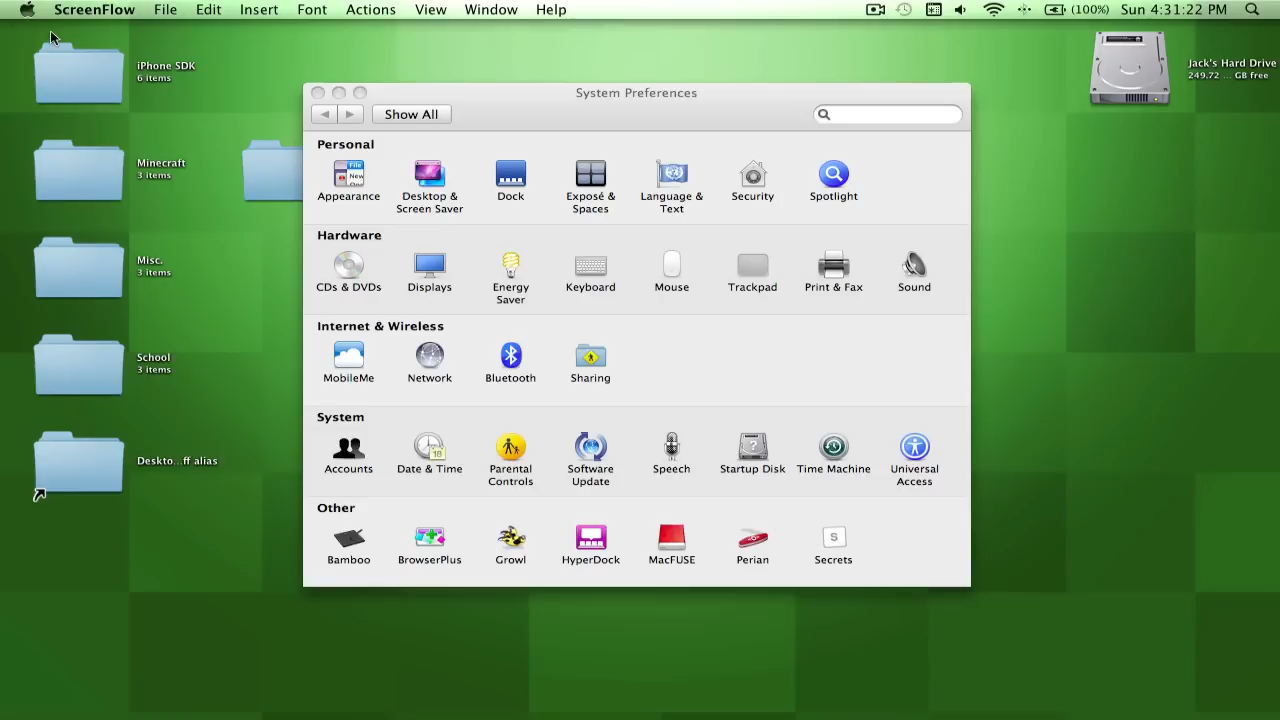 ScreenFlow File Edit Insert Font Actions View Window Help (100%) Sun 4:31:22 PM
iPhone SDK
6 items
Minecraft
3 items
Misc.
3 items
School
3 items
Deskto...ff alias
Jack's Hard Drive
249.72 ... GB free
System Preferences
Show All
Personal
Appearance
Desktop &
Screen Saver
Dock
Exposé &
Spaces
Language &
Text
Security
Spotlight
Hardware
CDs & DVDs
Displays
Energy
Saver
Keyboard
Mouse
Trackpad
Print & Fax
Sound
Internet & Wireless
MobileMe
Network
Bluetooth
Sharing
System
Accounts
Date & Time
18
Parental
Controls
Software
Update
Speech
Startup Disk
Time Machine
Universal
Access
Other
Bamboo
BrowserPlus
Growl
HyperDock
MacFUSE
Perian
S
Secrets